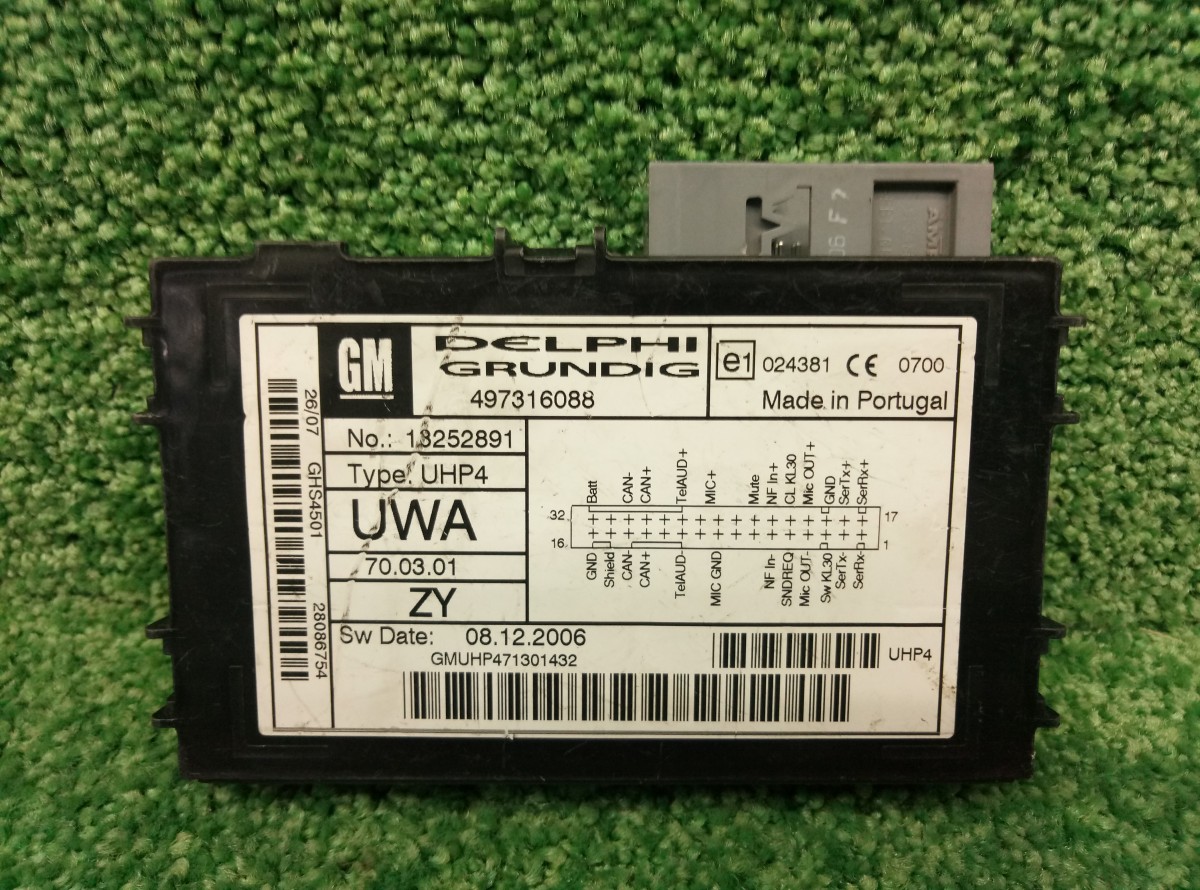 06 F >
AM
GM
DELPHI
GRUNDIG
497316088
e1 024381 CE 0700
Made in Portugal
26/07 GHS4501 28086754
No.: 13252891
Type: UHP4
UWA
70.03.01
ZY
Batt CAN- CAN+ TelAUD+ MIC+ Mute NF In+ CL KL30 Mic OUT+ GND SerTx+ SerRx+
32 17
16 1
GND Shield CAN- CAN+ TelAUD- MIC GND NF In- SNDREQ Mic OUT- Sw KL30 SerTx- SerRx-
Sw Date: 08.12.2006
GMUHP471301432
UHP4